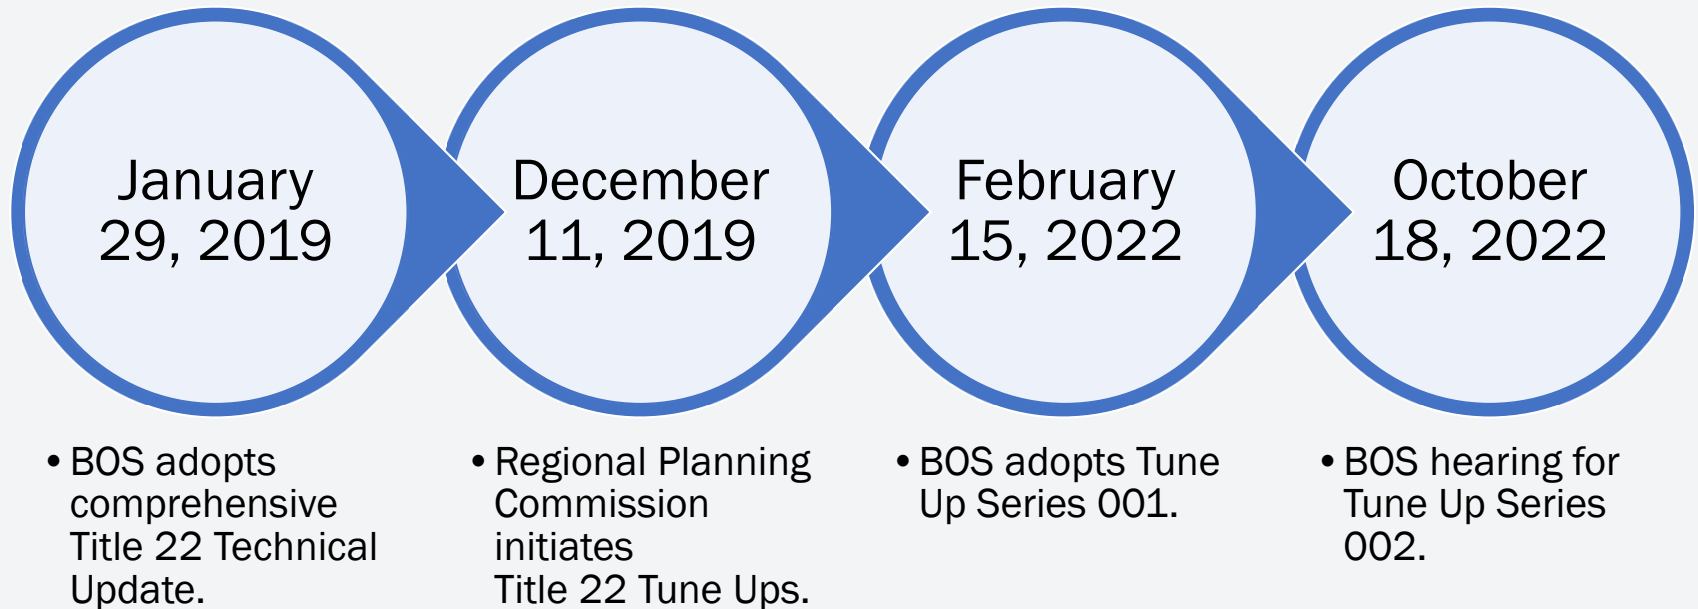 January
29, 2019
December
11, 2019
February
15, 2022
October
18, 2022
• BOS adopts
comprehensive
Title 22 Technical
Update.
• Regional Planning
Commission
initiates
Title 22 Tune Ups.
• BOS adopts Tune
Up Series 001.
• BOS hearing for
Tune Up Series
002.